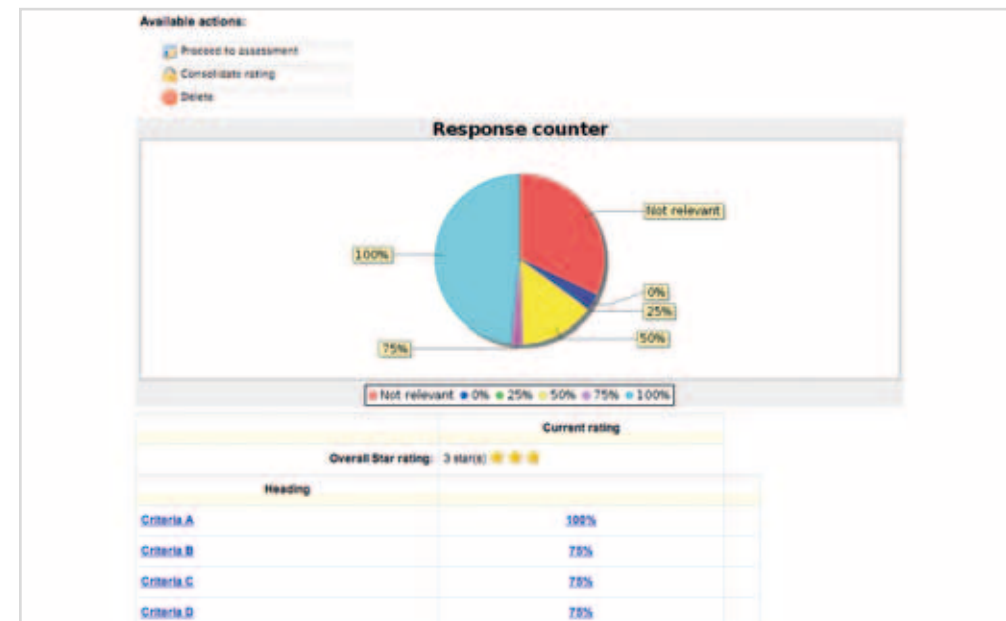 Available actions:
Proceed to assessment
Consolidate rating
Delete
Response counter
Not relevant
100%
0%
25%
50%
75%
Not relevant 0% 25% 50% 75% 100%
Current rating
Overall Star rating: 3 star(s)
Heading
Criteria A 100%
Criteria B 75%
Criteria C 75%
Criteria D 75%